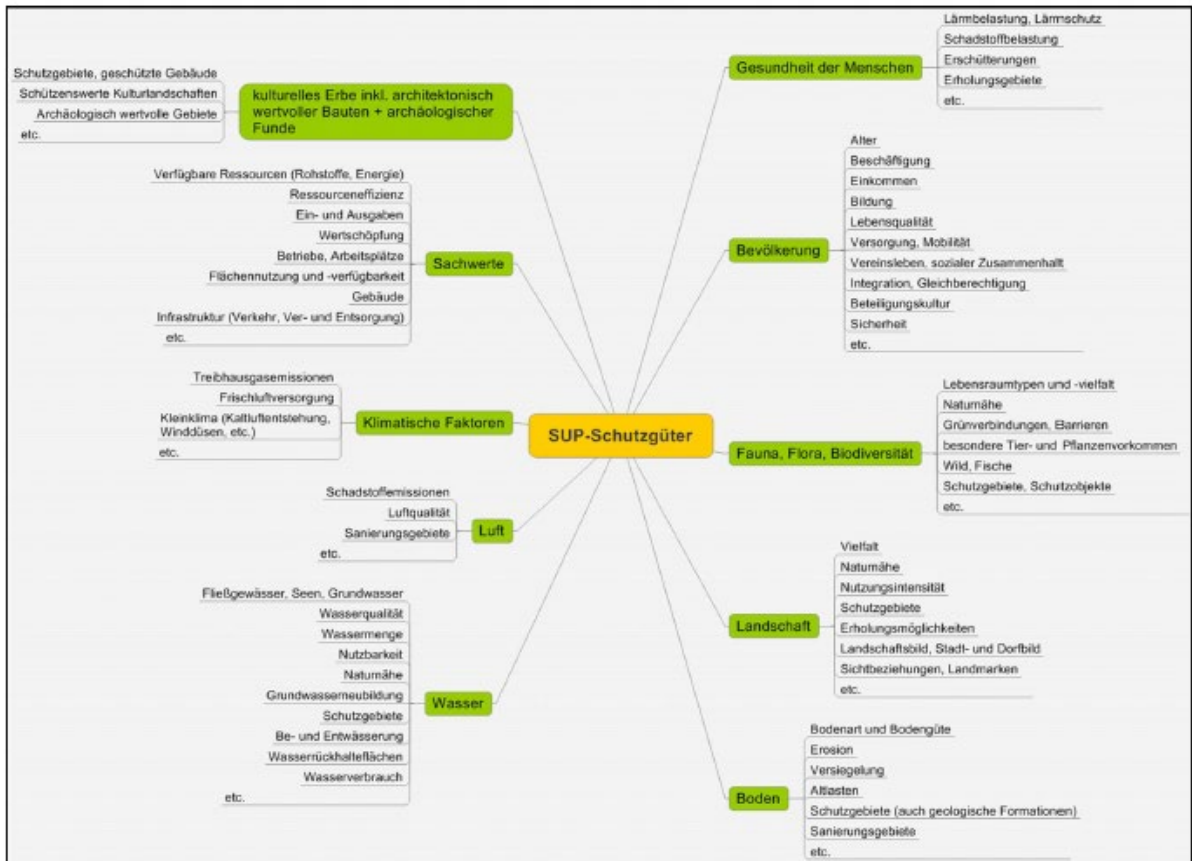 SUP-Schutzgüter
kulturelles Erbe inkl. architektonisch
wertvoller Bauten + archäologischer
Funde
Schutzgebiete, geschützte Gebäude
Schützenswerte Kulturlandschaften
Archäologisch wertvolle Gebiete
etc.
Sachwerte
Verfügbare Ressourcen (Rohstoffe, Energie)
Ressourceneffizienz
Ein- und Ausgaben
Wertschöpfung
Betriebe, Arbeitsplätze
Flächennutzung und -verfügbarkeit
Gebäude
Infrastruktur (Verkehr, Ver- und Entsorgung)
etc.
Klimatische Faktoren
Treibhausgasemissionen
Frischluftversorgung
Kleinklima (Kaltluftentstehung,
Winddüsen, etc.)
etc.
Luft
Schadstoffemissionen
Luftqualität
Sanierungsgebiete
etc.
Wasser
Fließgewässer, Seen, Grundwasser
Wasserqualität
Wassermenge
Nutzbarkeit
Naturnähe
Grundwasserneubildung
Schutzgebiete
Be- und Entwässerung
Wasserrückhalteflächen
Wasserverbrauch
etc.
Gesundheit der Menschen
Lärmbelastung, Lärmschutz
Schadstoffbelastung
Erschütterungen
Erholungsgebiete
etc.
Bevölkerung
Alter
Beschäftigung
Einkommen
Bildung
Lebensqualität
Versorgung, Mobilität
Vereinsleben, sozialer Zusammenhallt
Integration, Gleichberechtigung
Beteiligungskultur
Sicherheit
etc.
Fauna, Flora, Biodiversität
Lebensraumtypen und -vielfalt
Naturnähe
Grünverbindungen, Barrieren
besondere Tier- und Pflanzenvorkommen
Wild, Fische
Schutzgebiete, Schutzobjekte
etc.
Landschaft
Vielfalt
Naturnähe
Nutzungsintensität
Schutzgebiete
Erholungsmöglichkeiten
Landschaftsbild, Stadt- und Dorfbild
Sichtbeziehungen, Landmarken
etc.
Boden
Bodenart und Bodengüte
Erosion
Versiegelung
Altlasten
Schutzgebiete (auch geologische Formationen)
Sanierungsgebiete
etc.